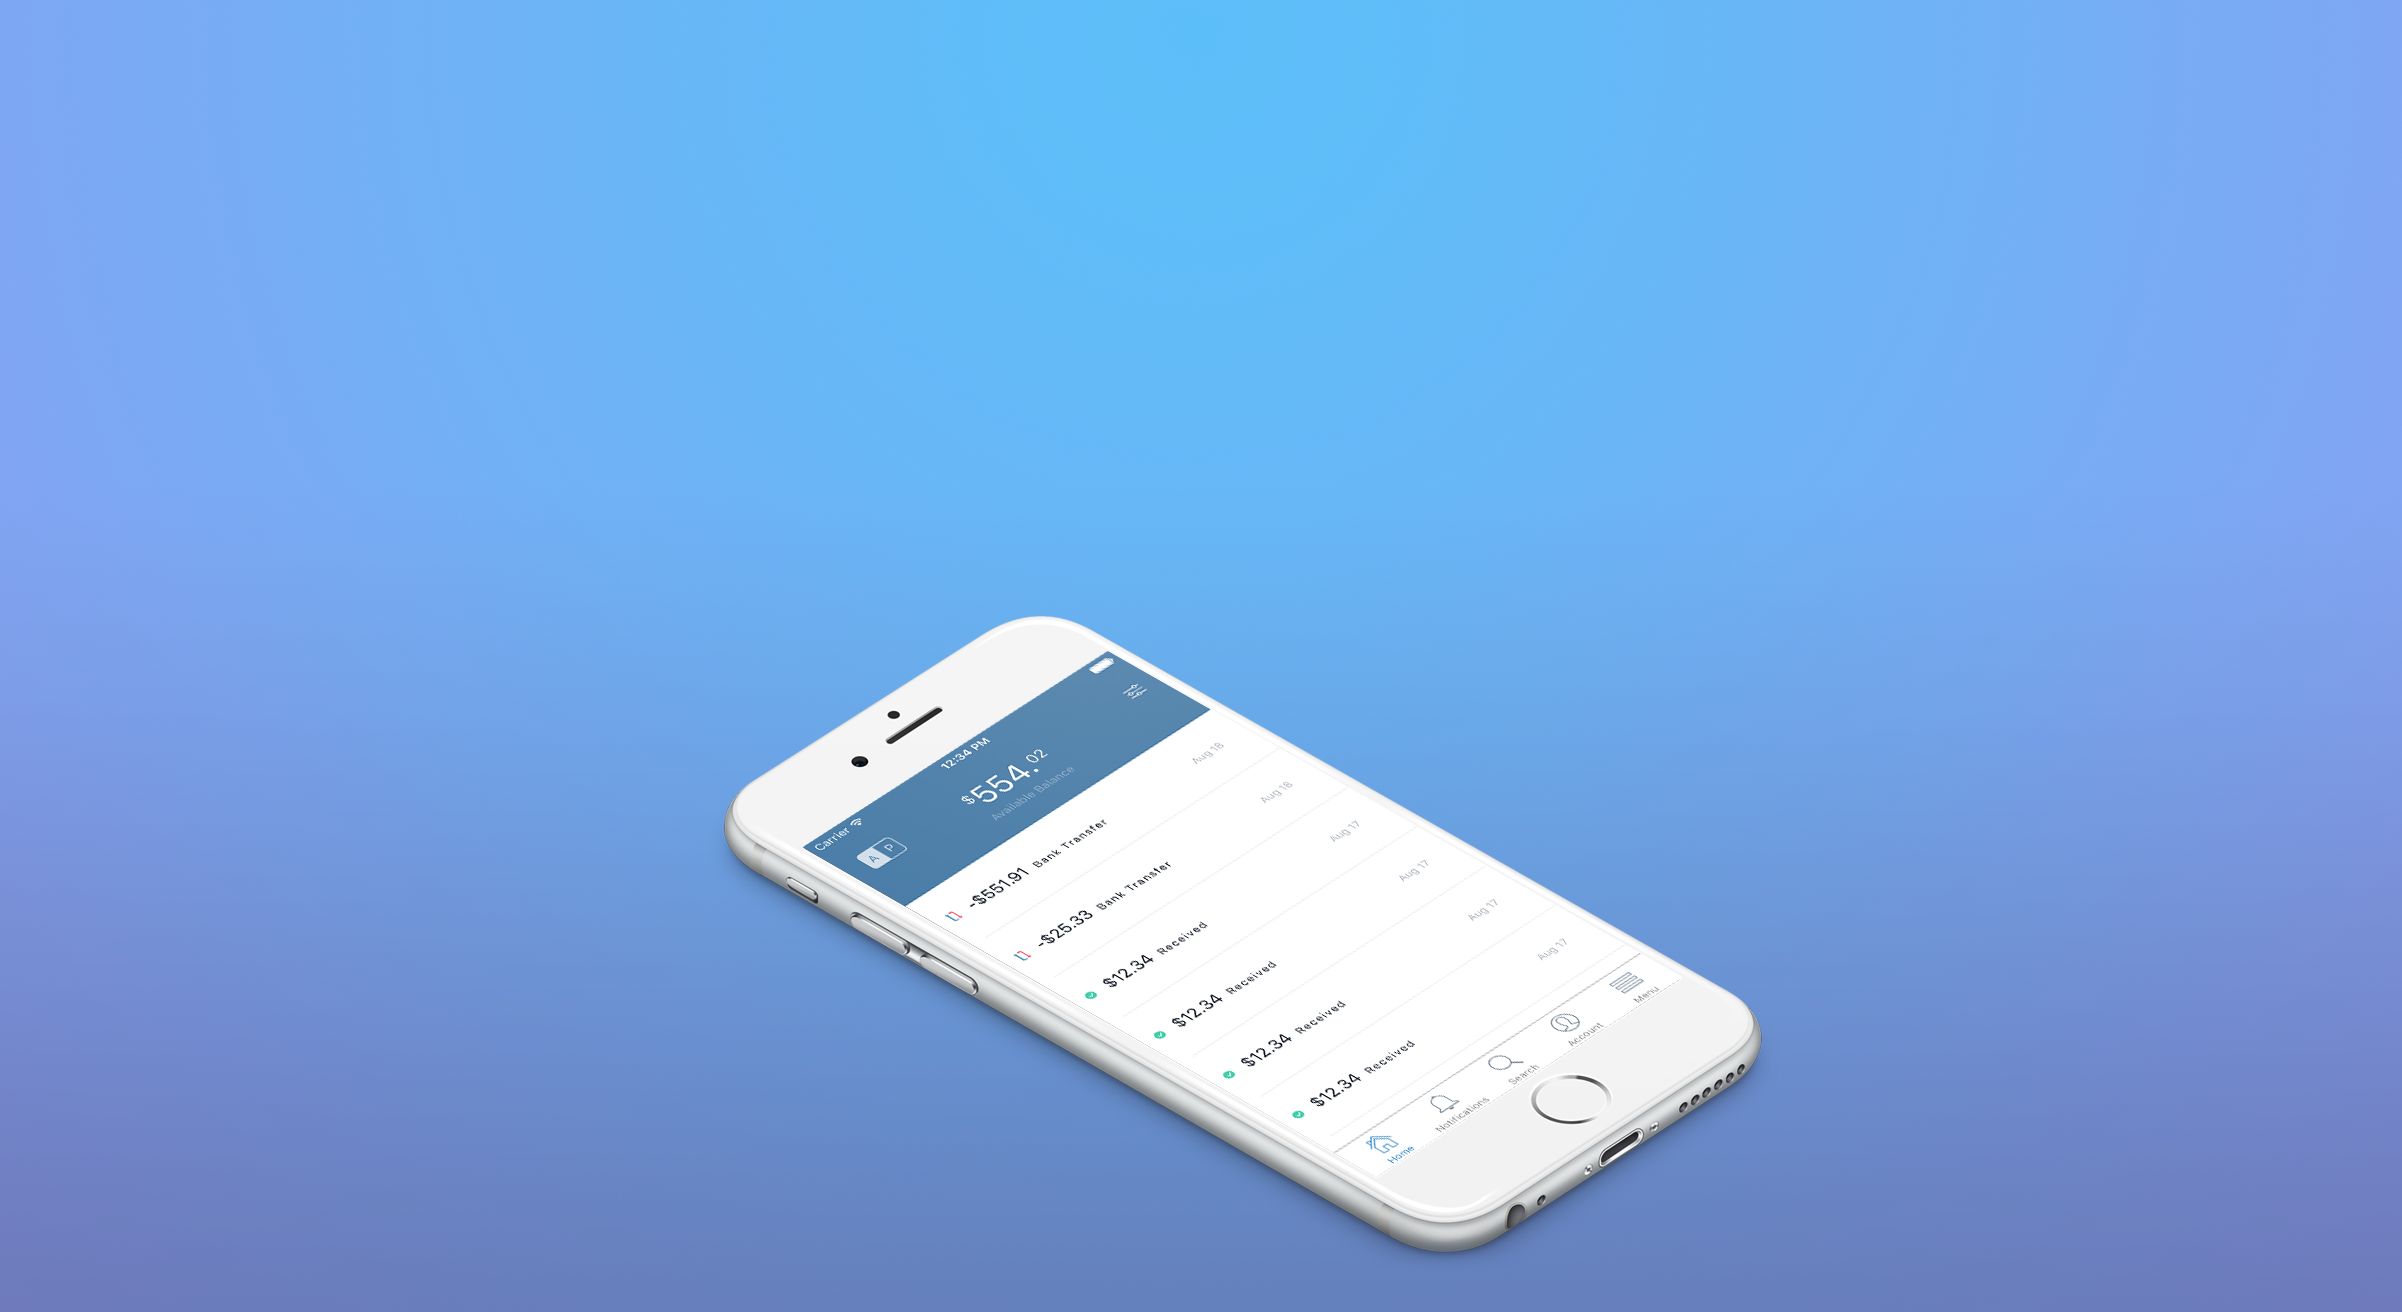 Carrier 12:34 PM
A P
$554.02
Available Balance
-$551.91 Bank Transfer Aug 18
-$25.33 Bank Transfer Aug 18
$12.34 Received Aug 17
$12.34 Received Aug 17
$12.34 Received Aug 17
$12.34 Received Aug 17
Home Notifications Search Account Menu